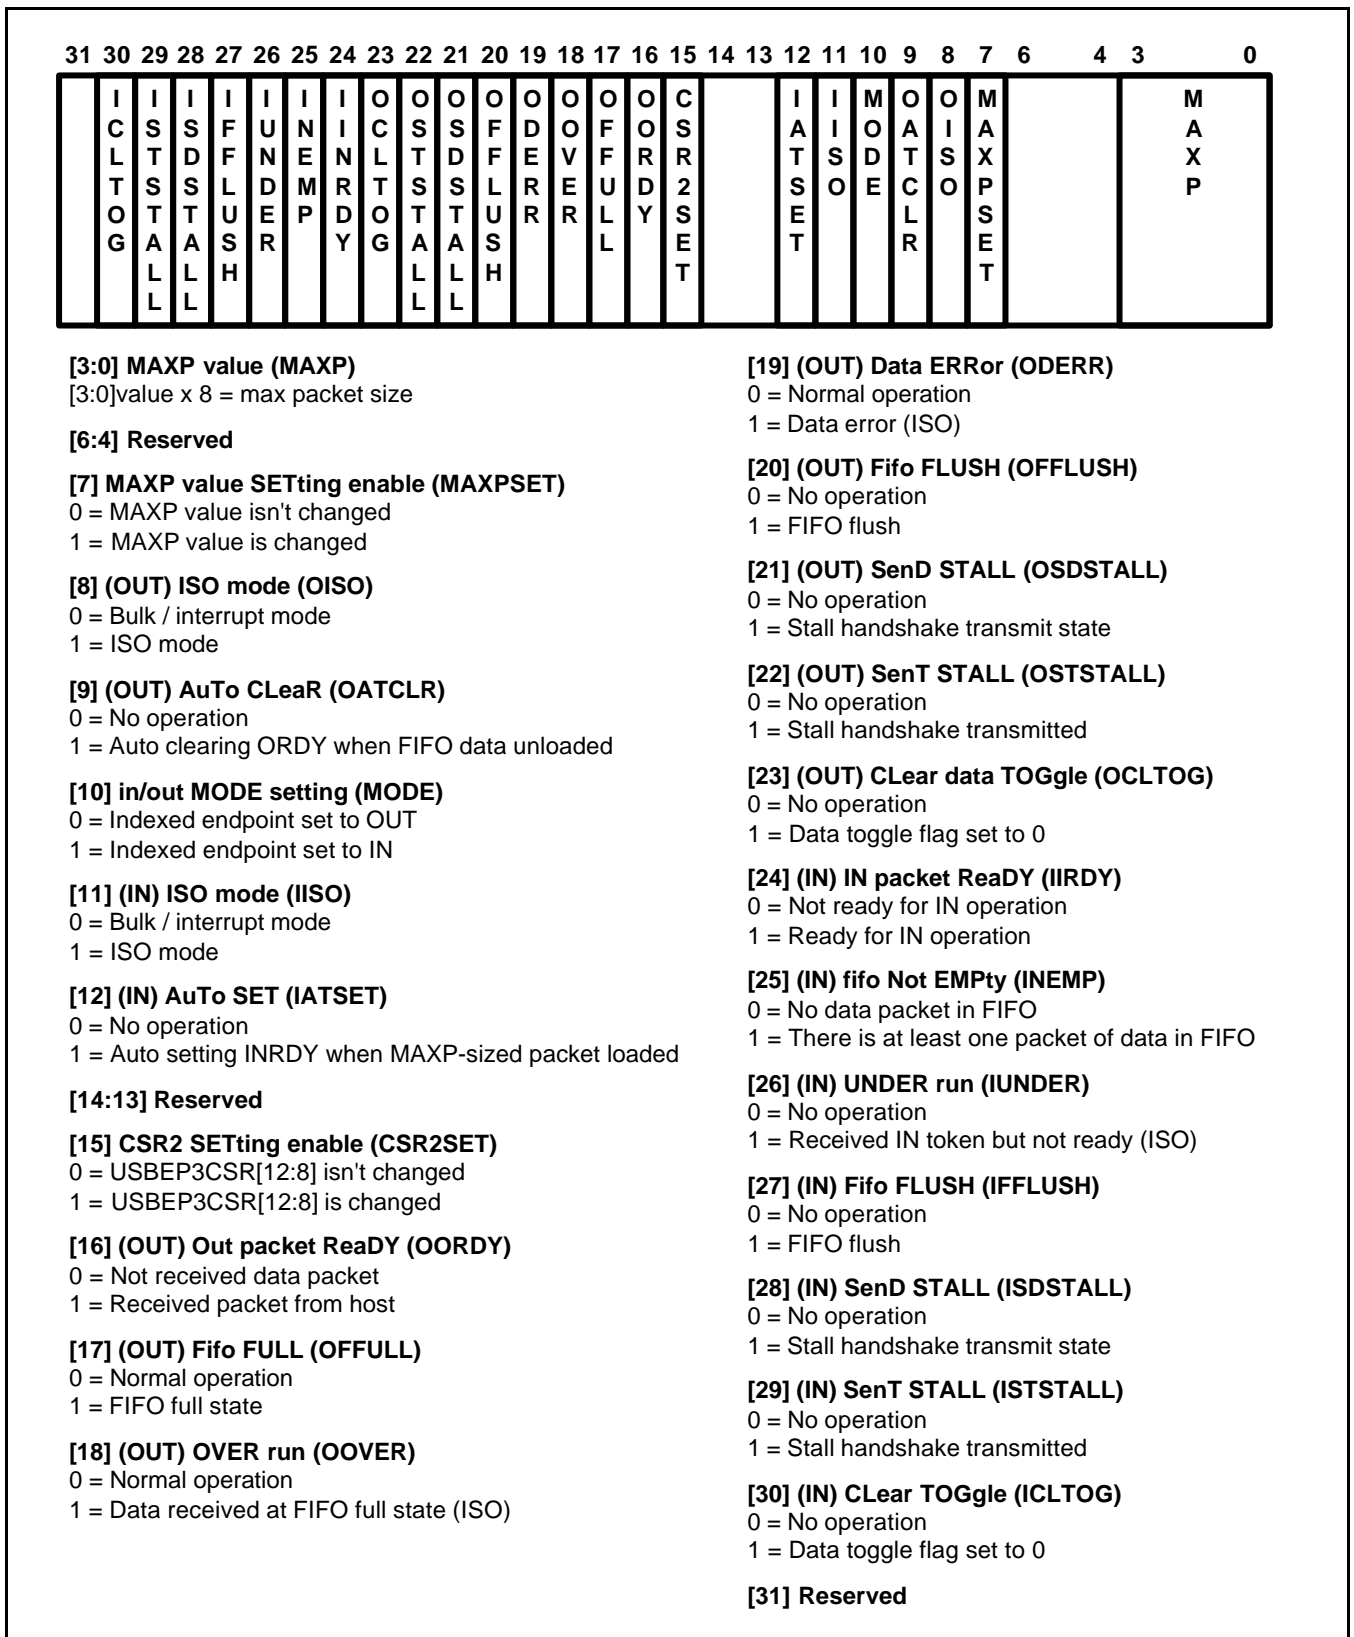 31 30 29 28 27 26 25 24 23 22 21 20 19 18 17 16 15 14 13 12 11 10 9 8 7 6 4 3 0
ICLTOG ISTSTALL ISDSTALL IFFLUSH IUNDER INEMP IINRDY OCLTOG OSTSTALL OSDSTALL OFFLUSH ODERR OOVER OFFULL OORDY CSR2SET IATSET IISO MODE OATCLR OISO MAXPSET MAXP
[3:0] MAXP value (MAXP)
[3:0]value x 8 = max packet size
[6:4] Reserved
[7] MAXP value SETting enable (MAXPSET)
0 = MAXP value isn't changed
1 = MAXP value is changed
[8] (OUT) ISO mode (OISO)
0 = Bulk / interrupt mode
1 = ISO mode
[9] (OUT) AuTo CLeaR (OATCLR)
0 = No operation
1 = Auto clearing ORDY when FIFO data unloaded
[10] in/out MODE setting (MODE)
0 = Indexed endpoint set to OUT
1 = Indexed endpoint set to IN
[11] (IN) ISO mode (IISO)
0 = Bulk / interrupt mode
1 = ISO mode
[12] (IN) AuTo SET (IATSET)
0 = No operation
1 = Auto setting INRDY when MAXP-sized packet loaded
[14:13] Reserved
[15] CSR2 SETting enable (CSR2SET)
0 = USBEP3CSR[12:8] isn't changed
1 = USBEP3CSR[12:8] is changed
[16] (OUT) Out packet ReaDY (OORDY)
0 = Not received data packet
1 = Received packet from host
[17] (OUT) Fifo FULL (OFFULL)
0 = Normal operation
1 = FIFO full state
[18] (OUT) OVER run (OOVER)
0 = Normal operation
1 = Data received at FIFO full state (ISO)
[19] (OUT) Data ERRor (ODERR)
0 = Normal operation
1 = Data error (ISO)
[20] (OUT) Fifo FLUSH (OFFLUSH)
0 = No operation
1 = FIFO flush
[21] (OUT) SenD STALL (OSDSTALL)
0 = No operation
1 = Stall handshake transmit state
[22] (OUT) SenT STALL (OSTSTALL)
0 = No operation
1 = Stall handshake transmitted
[23] (OUT) CLear data TOGgle (OCLTOG)
0 = No operation
1 = Data toggle flag set to 0
[24] (IN) IN packet ReaDY (IIRDY)
0 = Not ready for IN operation
1 = Ready for IN operation
[25] (IN) fifo Not EMPty (INEMP)
0 = No data packet in FIFO
1 = There is at least one packet of data in FIFO
[26] (IN) UNDER run (IUNDER)
0 = No operation
1 = Received IN token but not ready (ISO)
[27] (IN) Fifo FLUSH (IFFLUSH)
0 = No operation
1 = FIFO flush
[28] (IN) SenD STALL (ISDSTALL)
0 = No operation
1 = Stall handshake transmit state
[29] (IN) SenT STALL (ISTSTALL)
0 = No operation
1 = Stall handshake transmitted
[30] (IN) CLear TOGgle (ICLTOG)
0 = No operation
1 = Data toggle flag set to 0
[31] Reserved